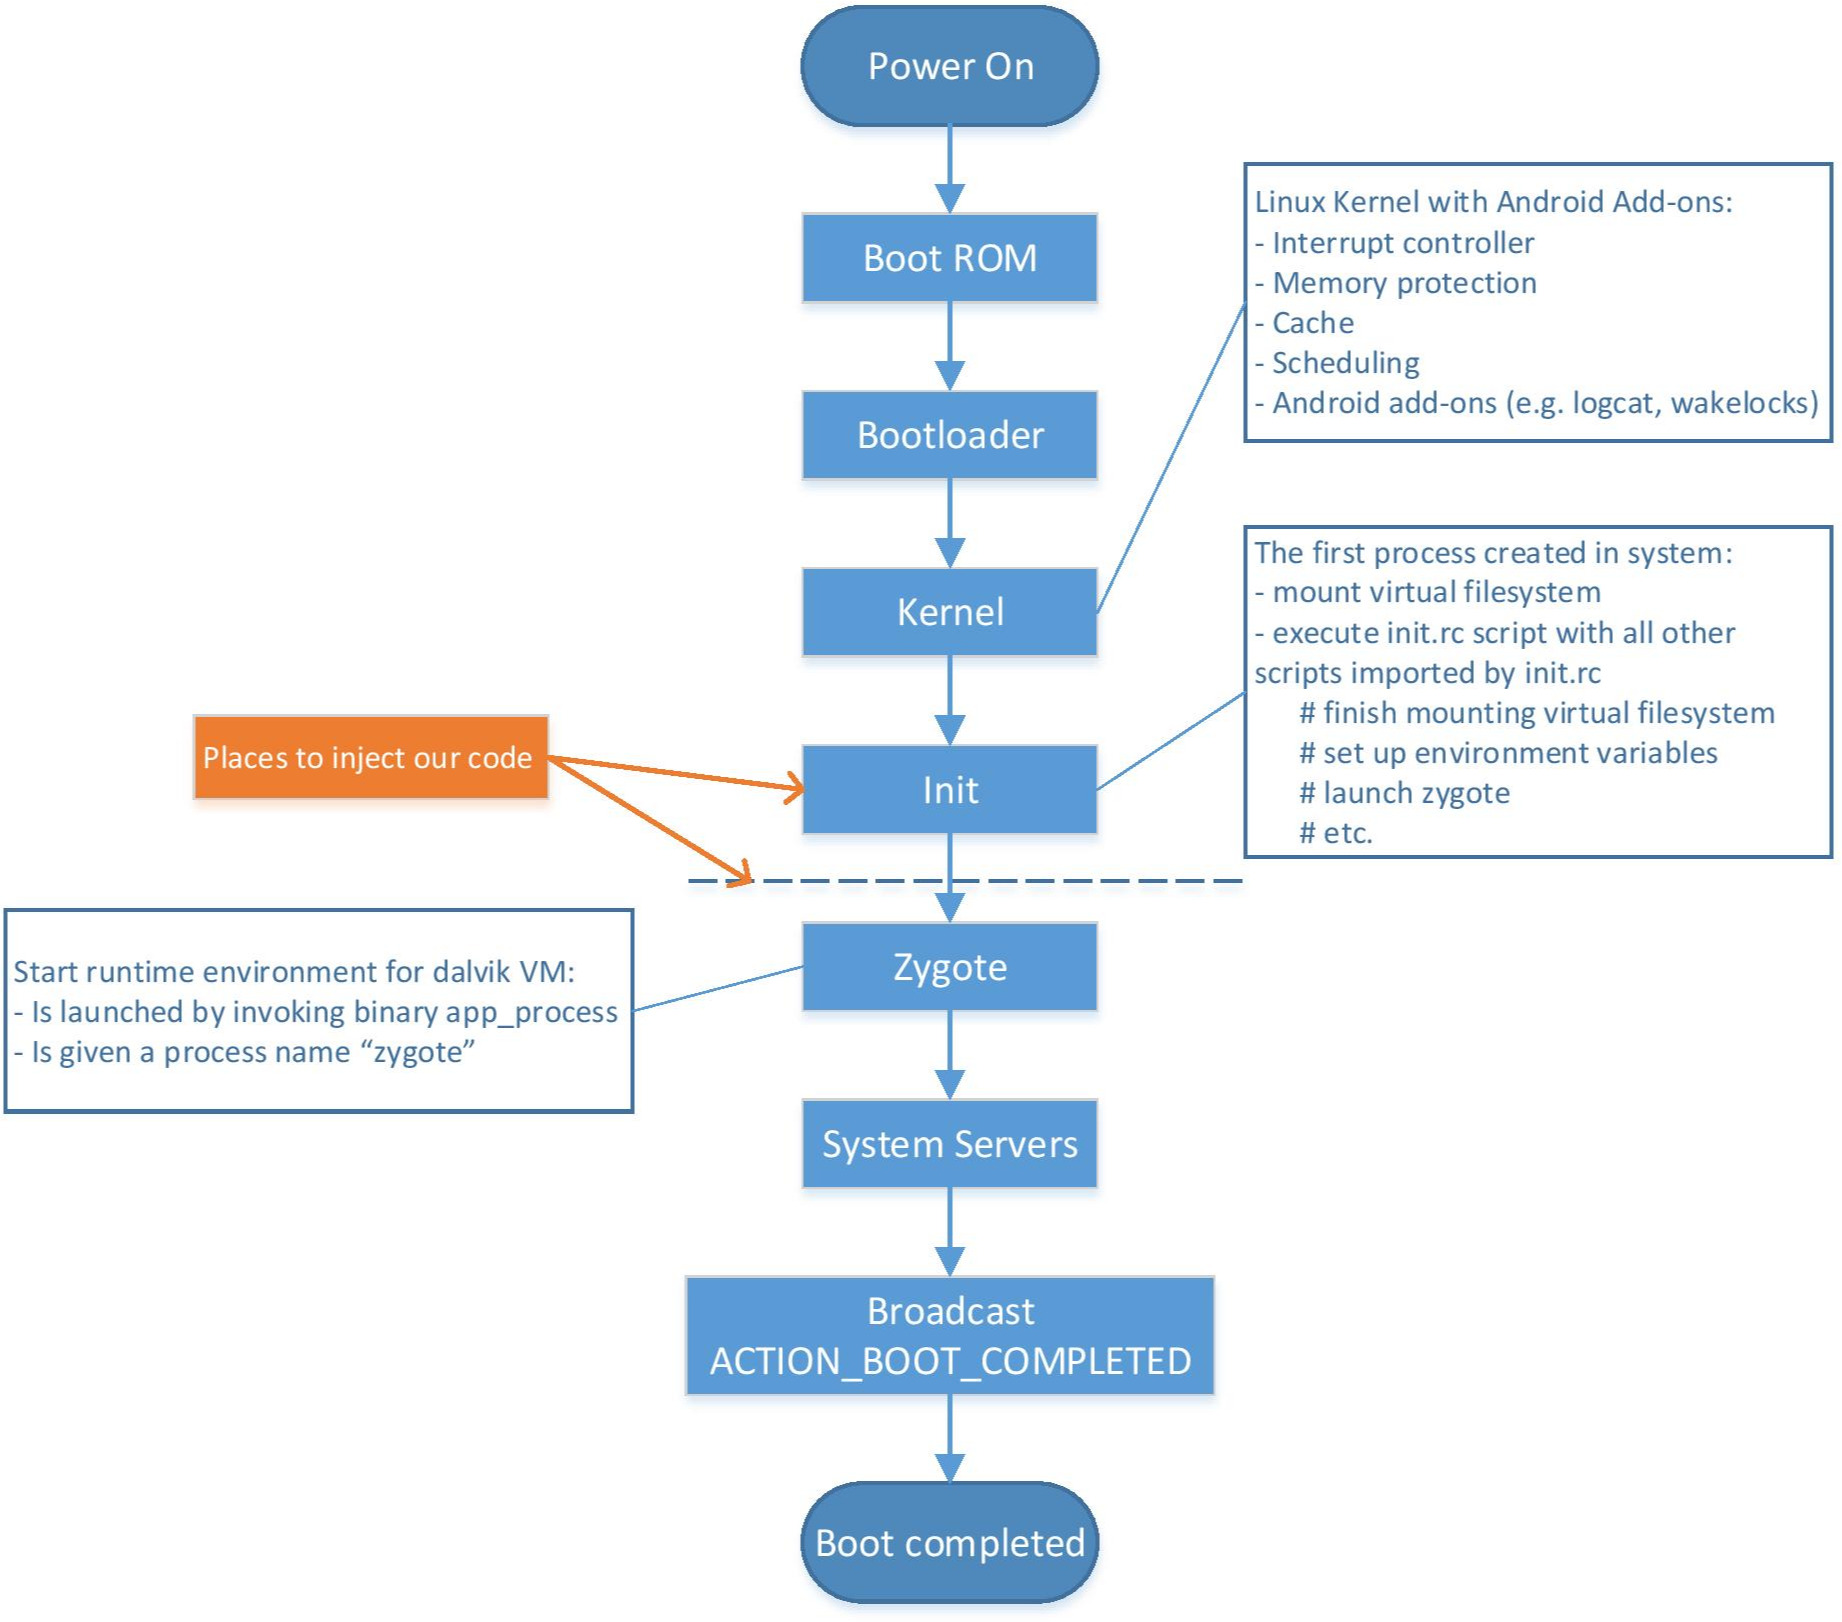 Power On
Boot ROM
Linux Kernel with Android Add-ons:
- Interrupt controller
- Memory protection
- Cache
- Scheduling
- Android add-ons (e.g. logcat, wakelocks)
Bootloader
Kernel
The first process created in system:
- mount virtual filesystem
- execute init.rc script with all other
scripts imported by init.rc
# finish mounting virtual filesystem
# set up environment variables
# launch zygote
# etc.
Places to inject our code
Init
Zygote
Start runtime environment for dalvik VM:
- Is launched by invoking binary app_process
- Is given a process name “zygote”
System Servers
Broadcast
ACTION_BOOT_COMPLETED
Boot completed